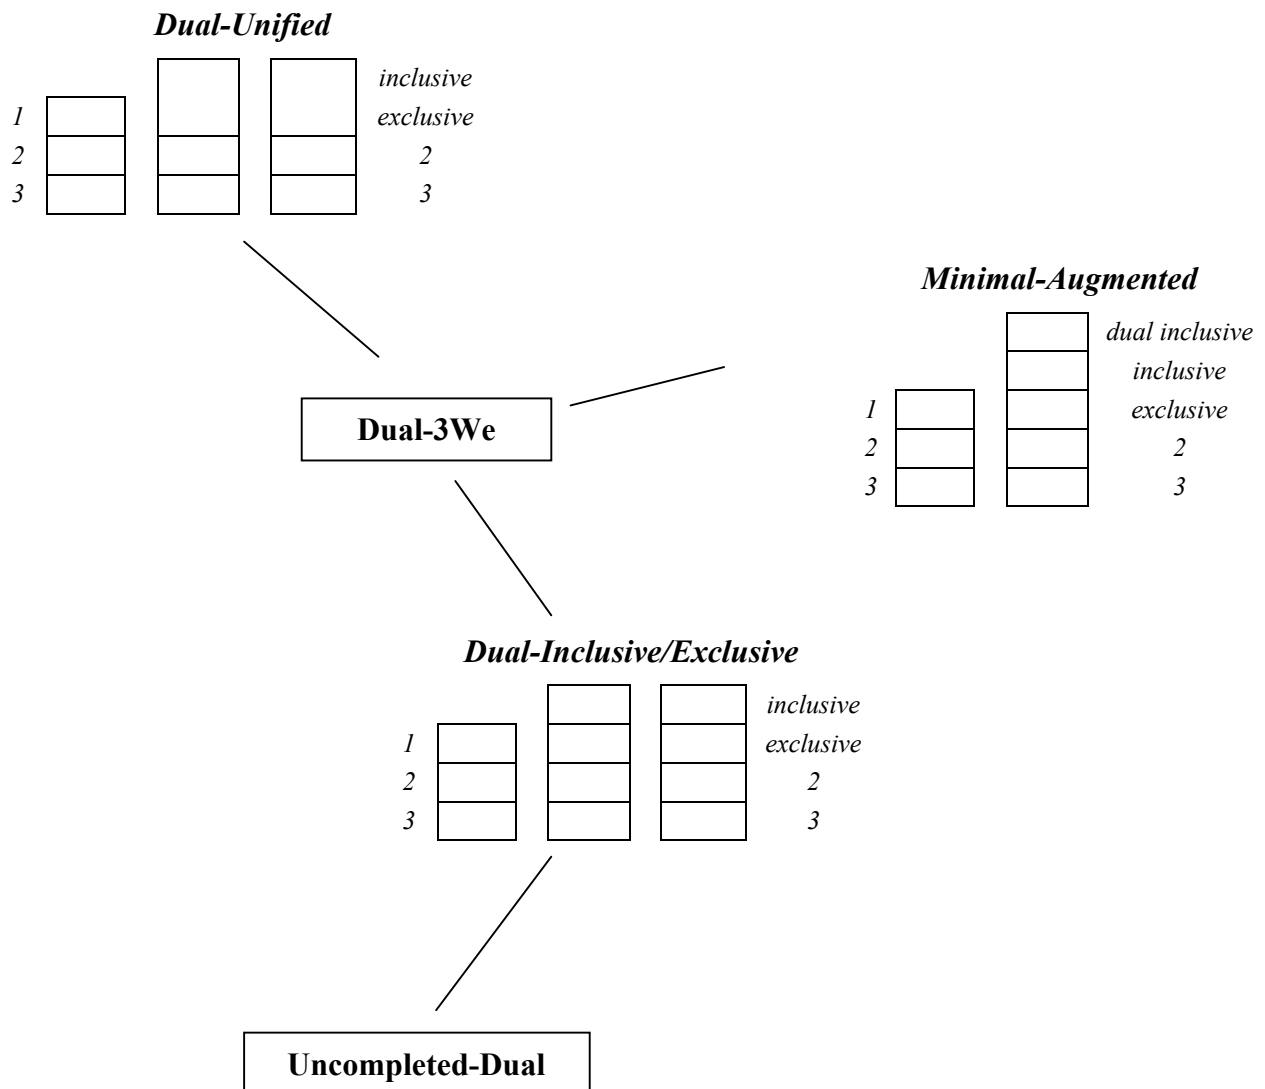 Dual-Unified
inclusive
1 exclusive
2 2
3 3
Minimal-Augmented
dual inclusive
inclusive
1 exclusive
2 2
3 3
Dual-3We
Dual-Inclusive/Exclusive
inclusive
1 exclusive
2 2
3 3
Uncompleted-Dual